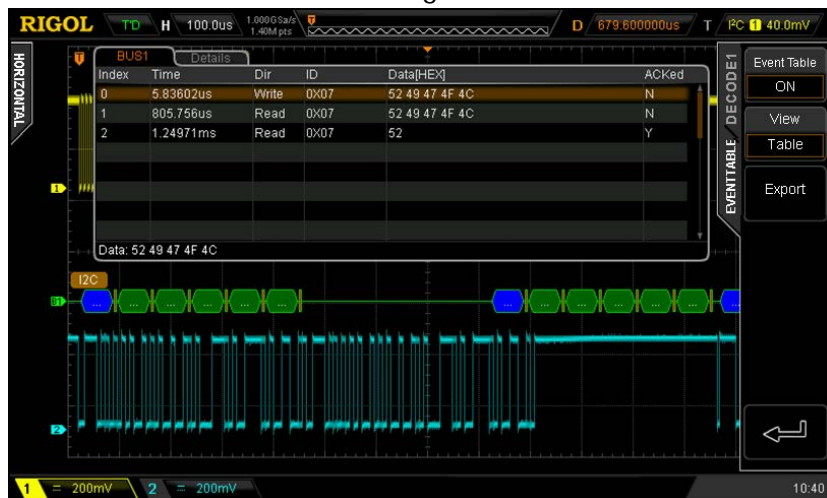 RIGOL T'D H 100.0us 1.000GSa/s 1.40M pts D 679.600000us T I²C 1 40.0mV
HORIZONTAL
BUS1 Details
Index Time Dir ID Data[HEX] ACKed
0 5.83602us Write 0X07 52 49 47 4F 4C N
1 805.756us Read 0X07 52 49 47 4F 4C N
2 1.24971ms Read 0X07 52 Y
Data: 52 49 47 4F 4C
DECODE1
EVENTTABLE
Event Table
ON
View
Table
Export
I2C
B1
1
2
1 = 200mV 2 = 200mV 10:40